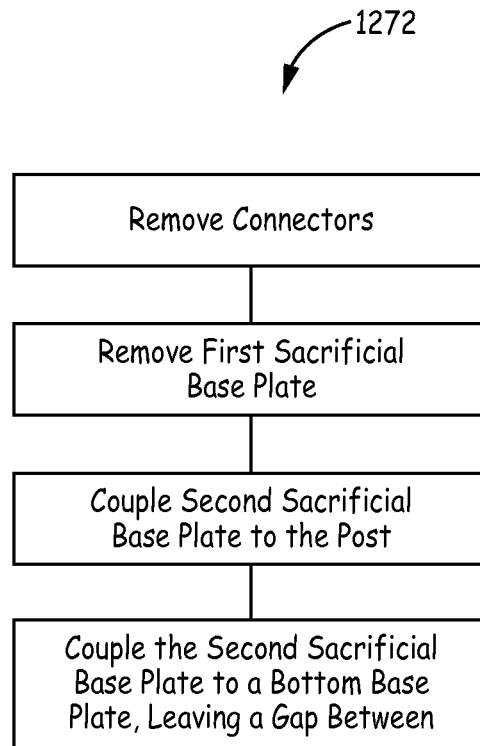 1272
Remove Connectors
Remove First Sacrificial
Base Plate
Couple Second Sacrificial
Base Plate to the Post
Couple the Second Sacrificial
Base Plate to a Bottom Base
Plate, Leaving a Gap Between